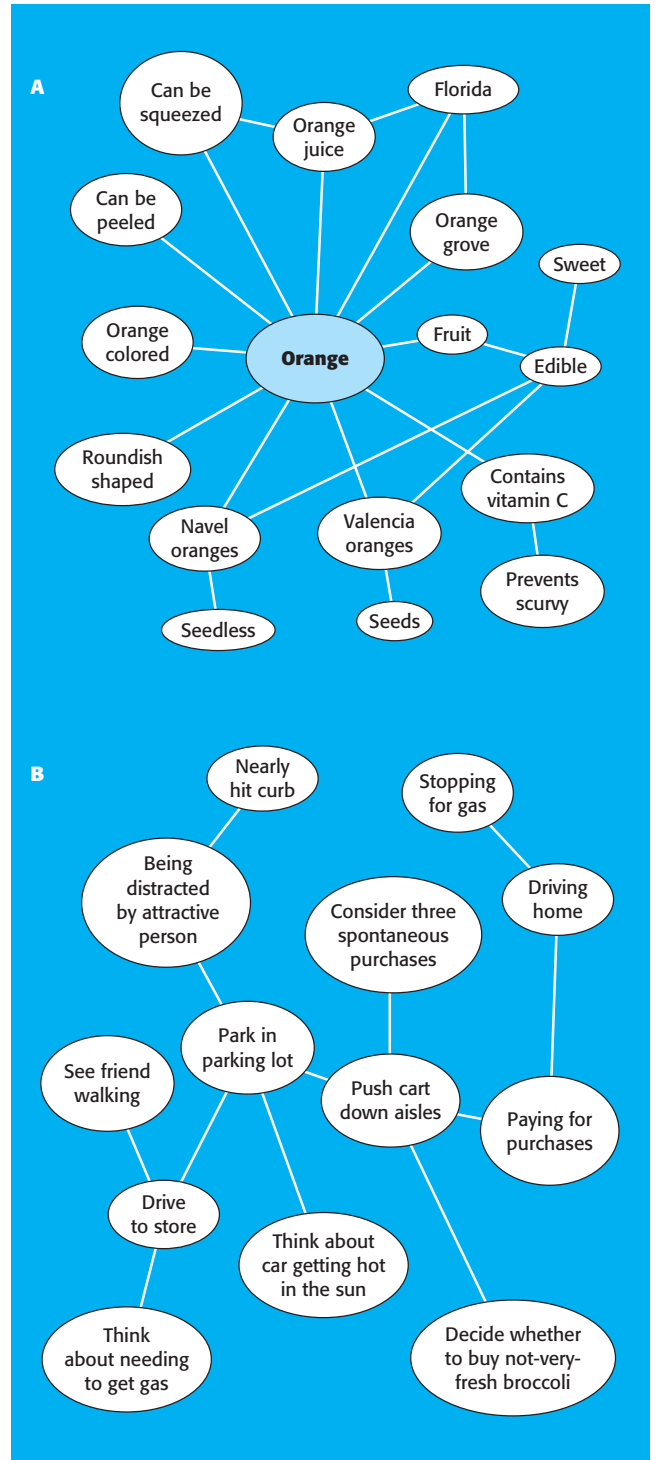 A
Can be
squeezed
Orange
juice
Florida
Can be
peeled
Orange
grove
Sweet
Orange
colored
Orange
Fruit
Edible
Roundish
shaped
Navel
oranges
Valencia
oranges
Contains
vitamin C
Seedless
Seeds
Prevents
scurvy
B
Nearly
hit curb
Stopping
for gas
Being
distracted
by attractive
person
Consider three
spontaneous
purchases
Driving
home
See friend
walking
Park in
parking lot
Push cart
down aisles
Paying for
purchases
Drive
to store
Think about
car getting hot
in the sun
Think
about needing
to get gas
Decide whether
to buy not-very-
fresh broccoli